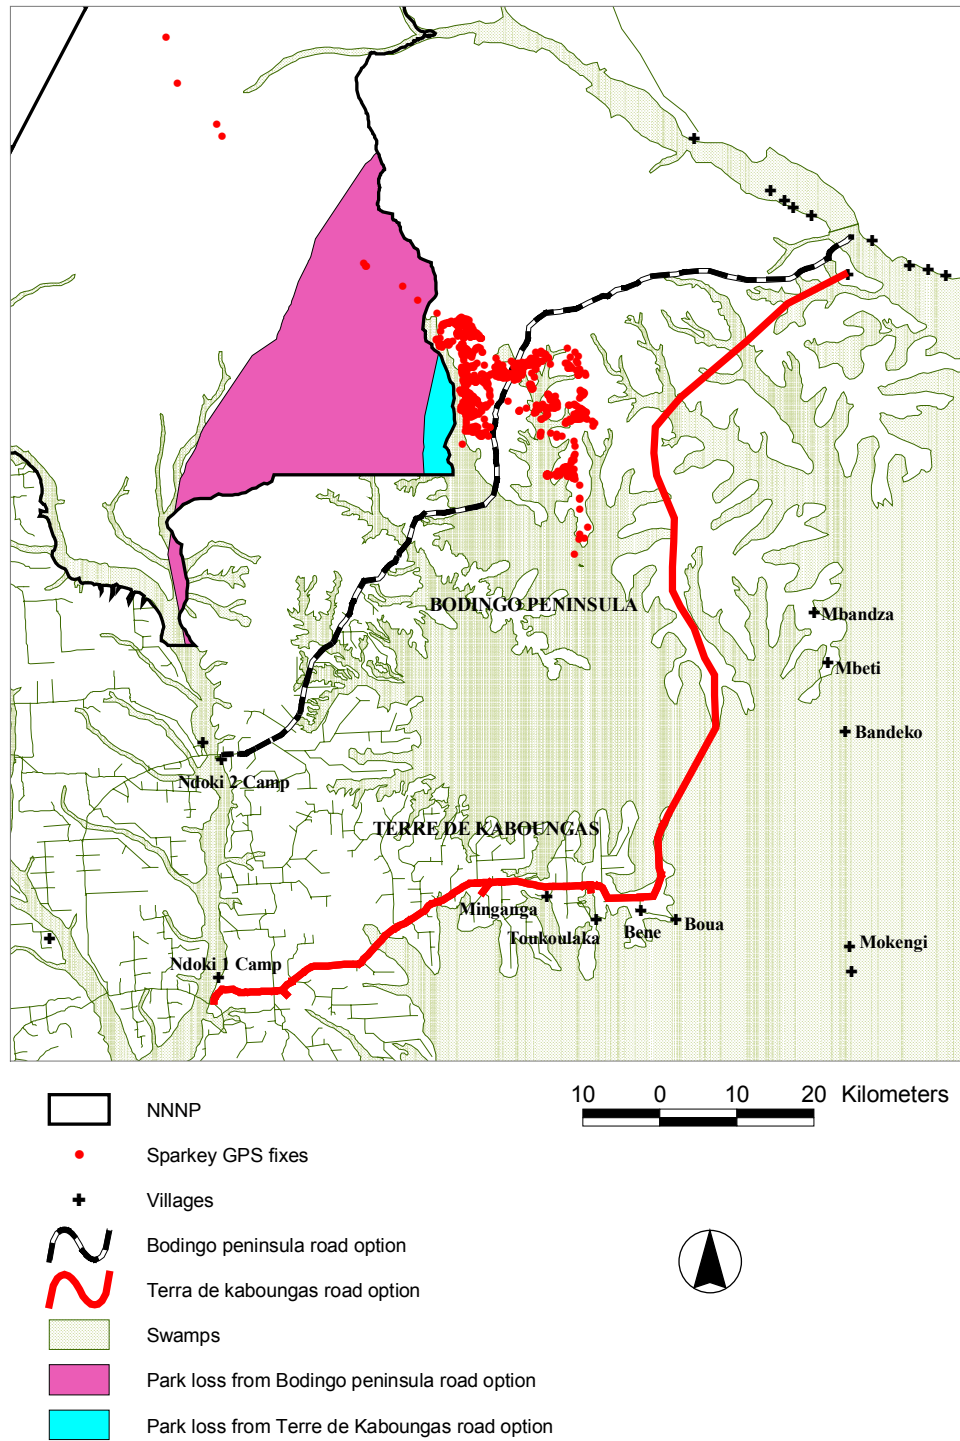 BODINGO PENINSULA
Mbandza
Mbeti
Bandeko
Ndoki 2 Camp
TERRE DE KABOUNGAS
Minganga
Toukoulaka
Bene
Boua
Mokengi
Ndoki 1 Camp
10 0 10 20 Kilometers
NNNP
Sparkey GPS fixes
Villages
Bodingo peninsula road option
Terra de kaboungas road option
Swamps
Park loss from Bodingo peninsula road option
Park loss from Terre de Kaboungas road option